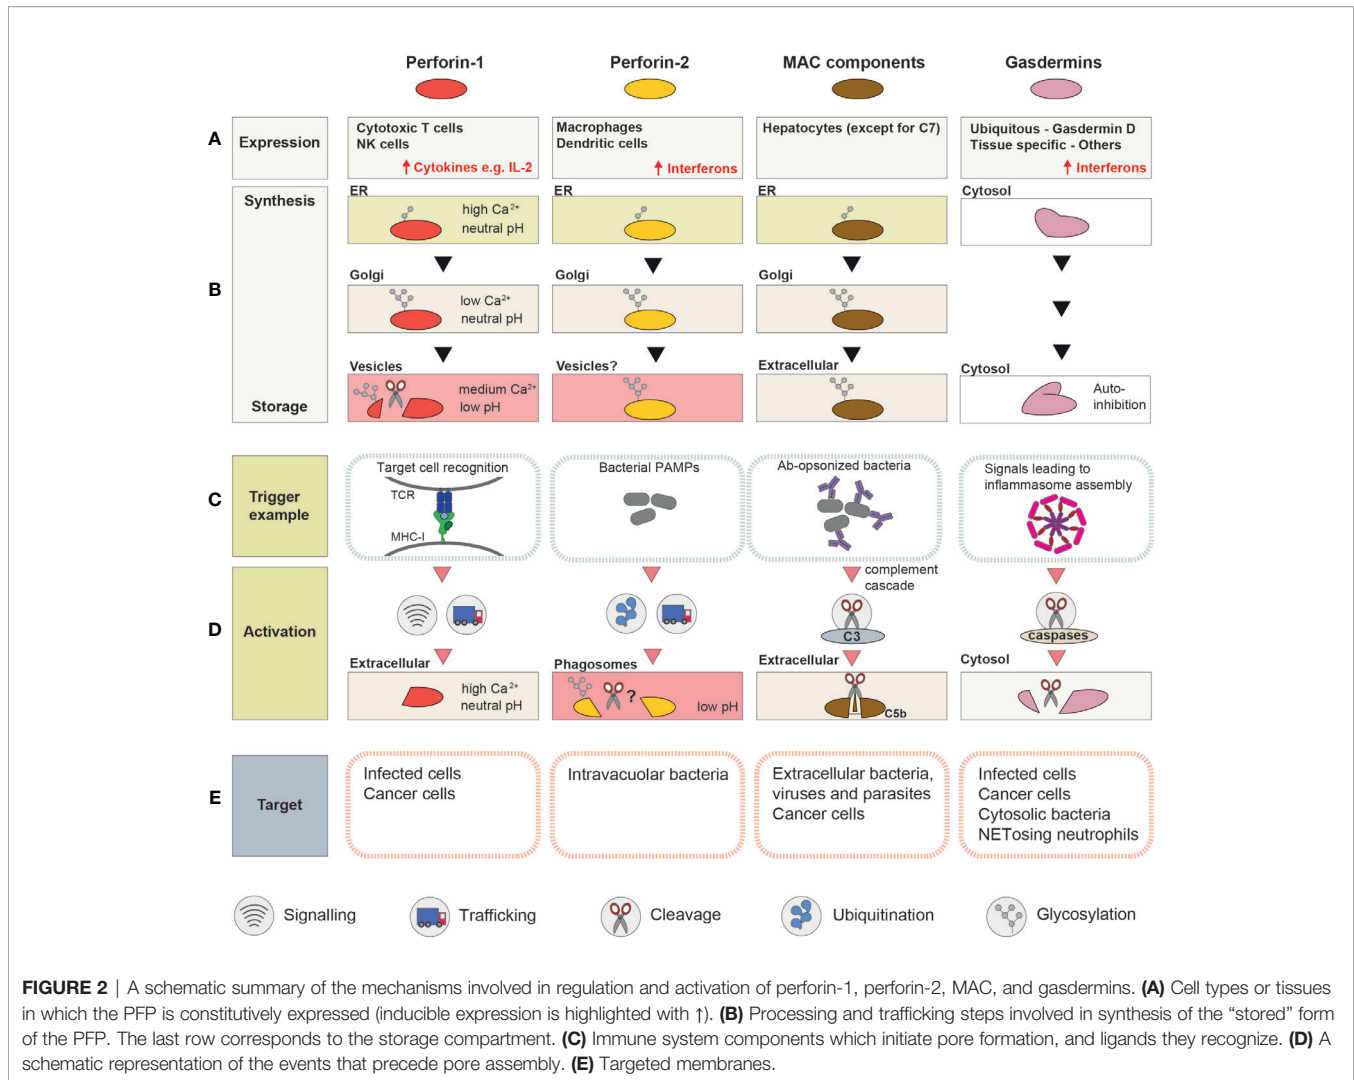 Perforin-1
Perforin-2
MAC components
Gasdermins
A
Expression
Cytotoxic T cells
NK cells
↑ Cytokines e.g. IL-2
Macrophages
Dendritic cells
↑ Interferons
Hepatocytes (except for C7)
Ubiquitous - Gasdermin D
Tissue specific - Others
↑ Interferons
B
Synthesis
Storage
ER
high Ca²⁺
neutral pH
ER
ER
Cytosol
Golgi
low Ca²⁺
neutral pH
Golgi
Golgi
Vesicles
medium Ca²⁺
low pH
Vesicles?
Extracellular
Cytosol
Auto-
inhibition
C
Trigger
example
Target cell recognition
TCR
MHC-I
Bacterial PAMPs
Ab-opsonized bacteria
Signals leading to
inflammasome assembly
D
Activation
complement
cascade
C3
caspases
Extracellular
high Ca²⁺
neutral pH
Phagosomes
?
low pH
Extracellular
C5b
Cytosol
E
Target
Infected cells
Cancer cells
Intravacuolar bacteria
Extracellular bacteria,
viruses and parasites
Cancer cells
Infected cells
Cancer cells
Cytosolic bacteria
NETosing neutrophils
Signalling
Trafficking
Cleavage
Ubiquitination
Glycosylation
FIGURE 2 | A schematic summary of the mechanisms involved in regulation and activation of perforin-1, perforin-2, MAC, and gasdermins. (A) Cell types or tissues
in which the PFP is constitutively expressed (inducible expression is highlighted with ↑). (B) Processing and trafficking steps involved in synthesis of the “stored” form
of the PFP. The last row corresponds to the storage compartment. (C) Immune system components which initiate pore formation, and ligands they recognize. (D) A
schematic representation of the events that precede pore assembly. (E) Targeted membranes.